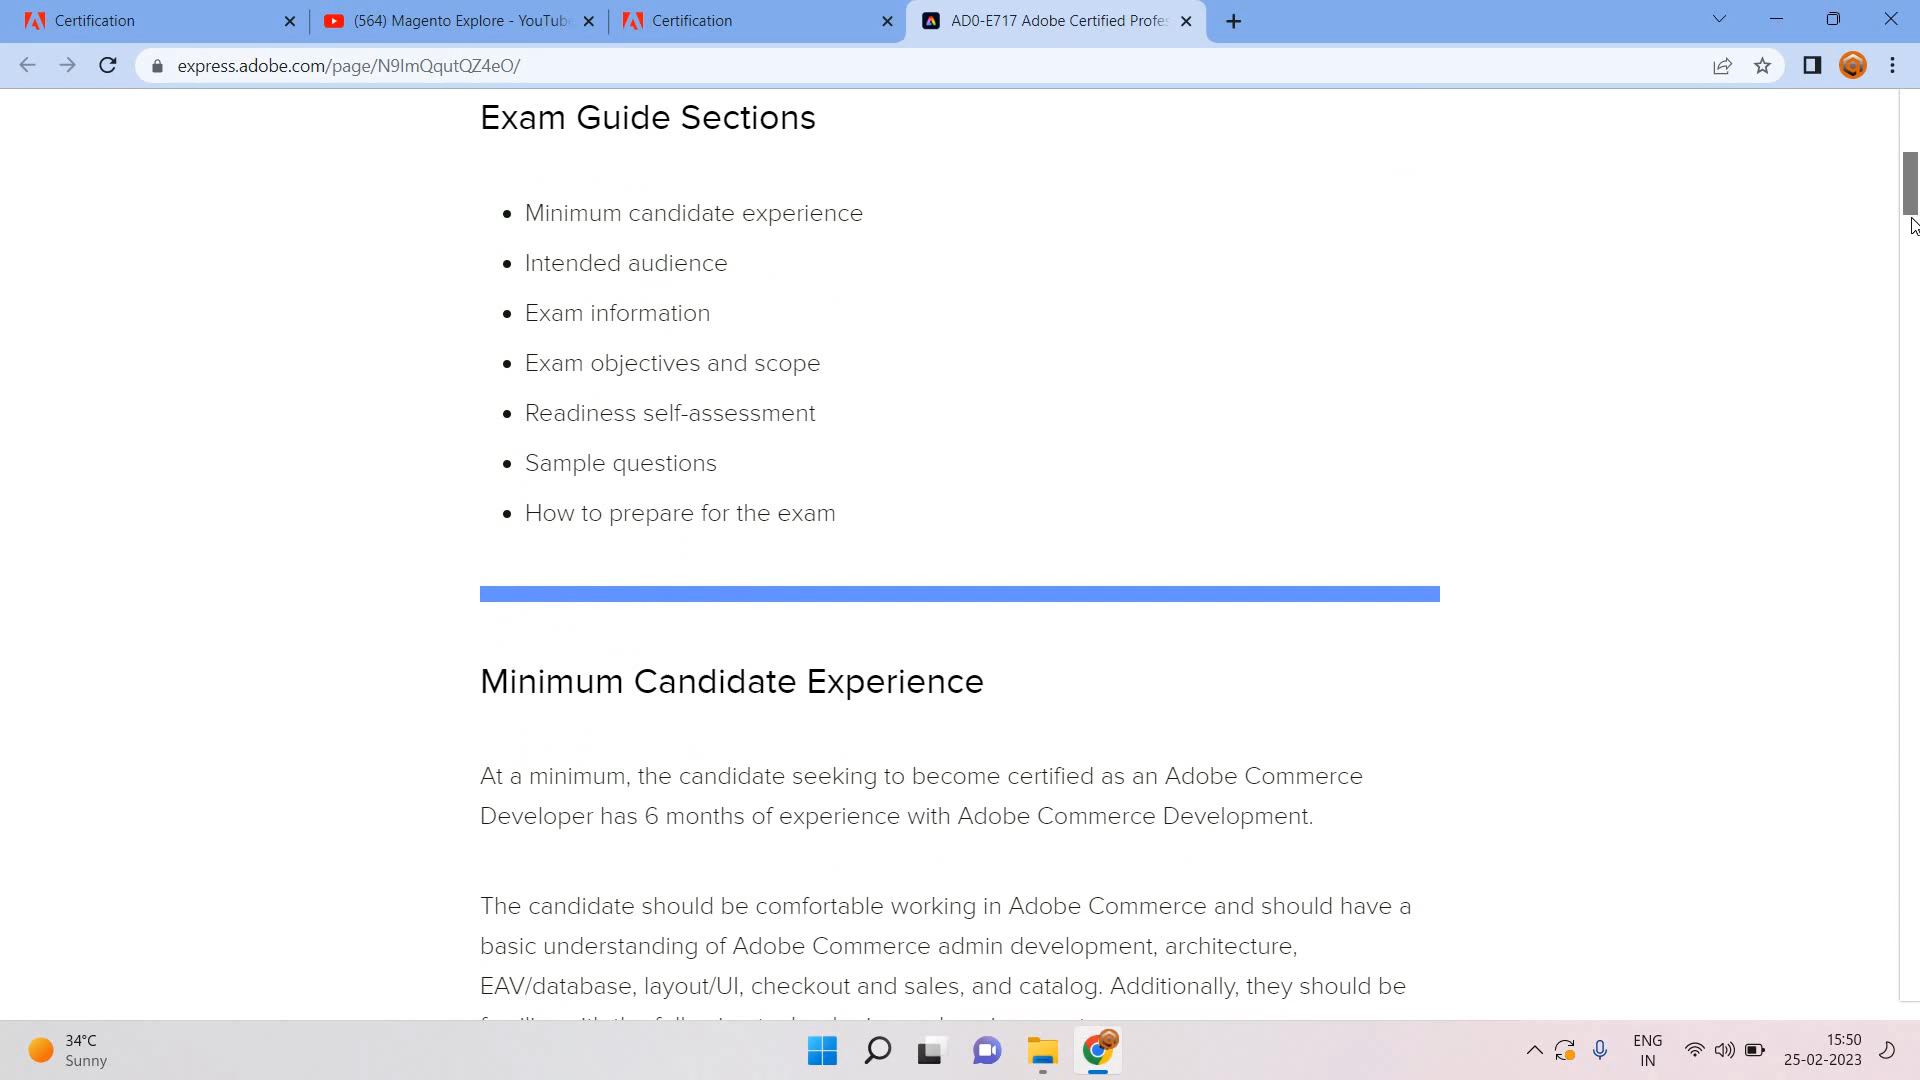 Certification
(564) Magento Explore - YouTube
Certification
AD0-E717 Adobe Certified Profes
express.adobe.com/page/N9ImQqutQZ4eO/
Exam Guide Sections
Minimum candidate experience
Intended audience
Exam information
Exam objectives and scope
Readiness self-assessment
Sample questions
How to prepare for the exam
Minimum Candidate Experience
At a minimum, the candidate seeking to become certified as an Adobe Commerce
Developer has 6 months of experience with Adobe Commerce Development.
The candidate should be comfortable working in Adobe Commerce and should have a
basic understanding of Adobe Commerce admin development, architecture,
EAV/database, layout/UI, checkout and sales, and catalog. Additionally, they should be
34°C
Sunny
ENG
IN
15:50
25-02-2023